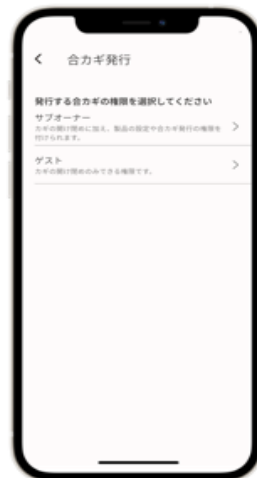 合カギ発行
発行する合カギの権限を選択してください
サブオーナー
カギの開け閉めに加え、製品の設定や合カギ発行の権限を
付けられます。
ゲスト
カギの開け閉めのみできる権限です。